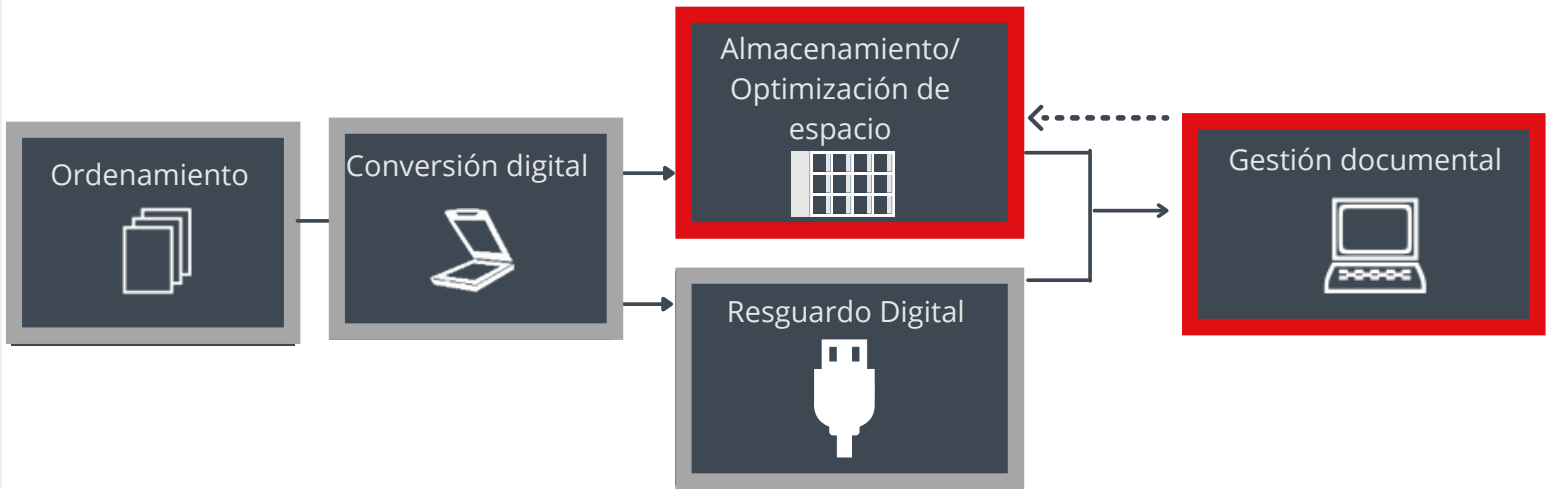 Ordenamiento
Conversión digital
Almacenamiento/
Optimización de
espacio
Resguardo Digital
Gestión documental